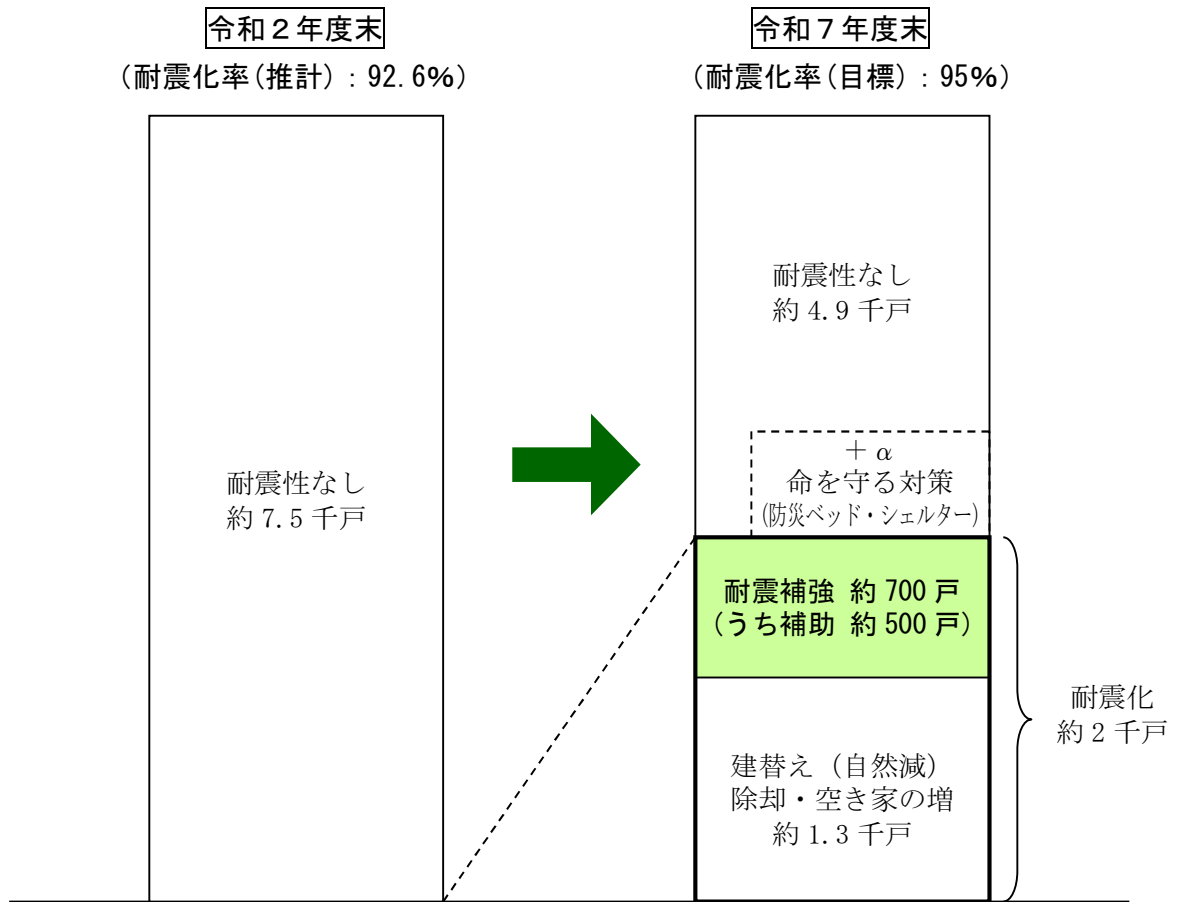 令和２年度末
（耐震化率（推計）：92.6%）
耐震性なし
約 7.5 千戸
令和７年度末
（耐震化率（目標）：95%）
耐震性なし
約 4.9 千戸
＋α
命を守る対策
（防災ベッド・シェルター）
耐震補強 約 700 戸
（うち補助 約 500 戸）
建替え（自然減）
除却・空き家の増
約 1.3 千戸
耐震化
約 2 千戸